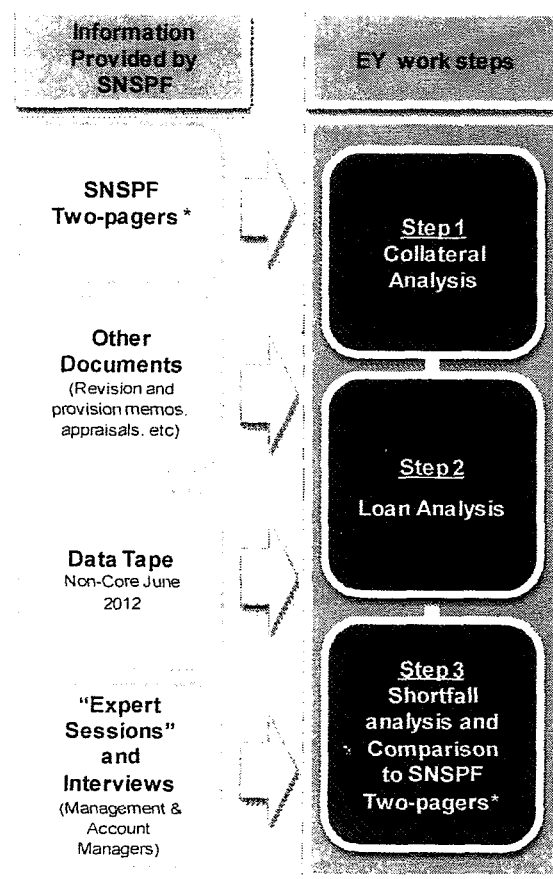 Information
Provided by
SNSPF
EY work steps
SNSPF
Two-pagers *
Other
Documents
(Revision and
provision memos,
appraisals, etc)
Data Tape
Non-Core June
2012
“Expert
Sessions” and
Interviews
(Management &
Account
Managers)
Step 1
Collateral
Analysis
Step 2
Loan Analysis
Step 3
Shortfall
analysis and
Comparison
to SNSPF
Two-pagers*